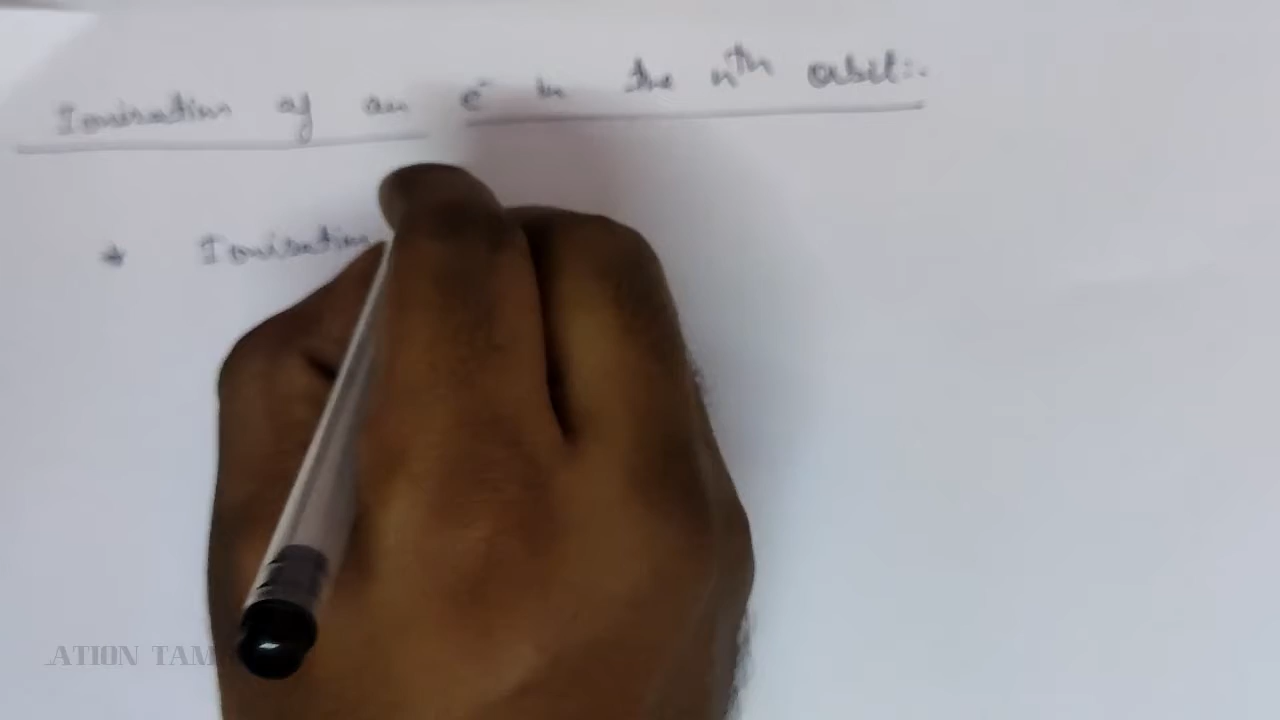 Ionisation of an e⁻ in the nᵗʰ orbit:-
* Ionisation
ATION TAM